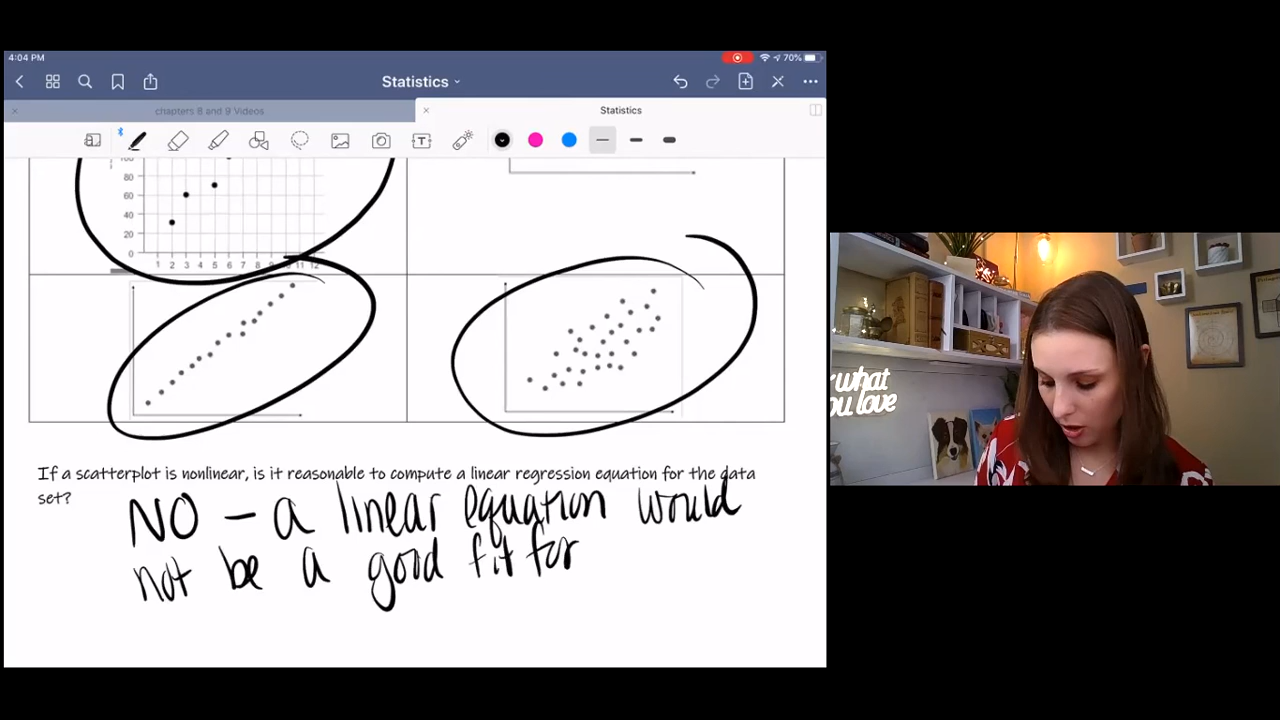 4:04 PM
70%
Statistics
chapters 8 and 9 Videos
Statistics
T
100
80
60
40
20
0
1 2 3 4 5 6 7 8 9 10 11 12
If a scatterplot is nonlinear, is it reasonable to compute a linear regression equation for the data
set?
NO - a linear equation would
not be a good fit for
what
you love